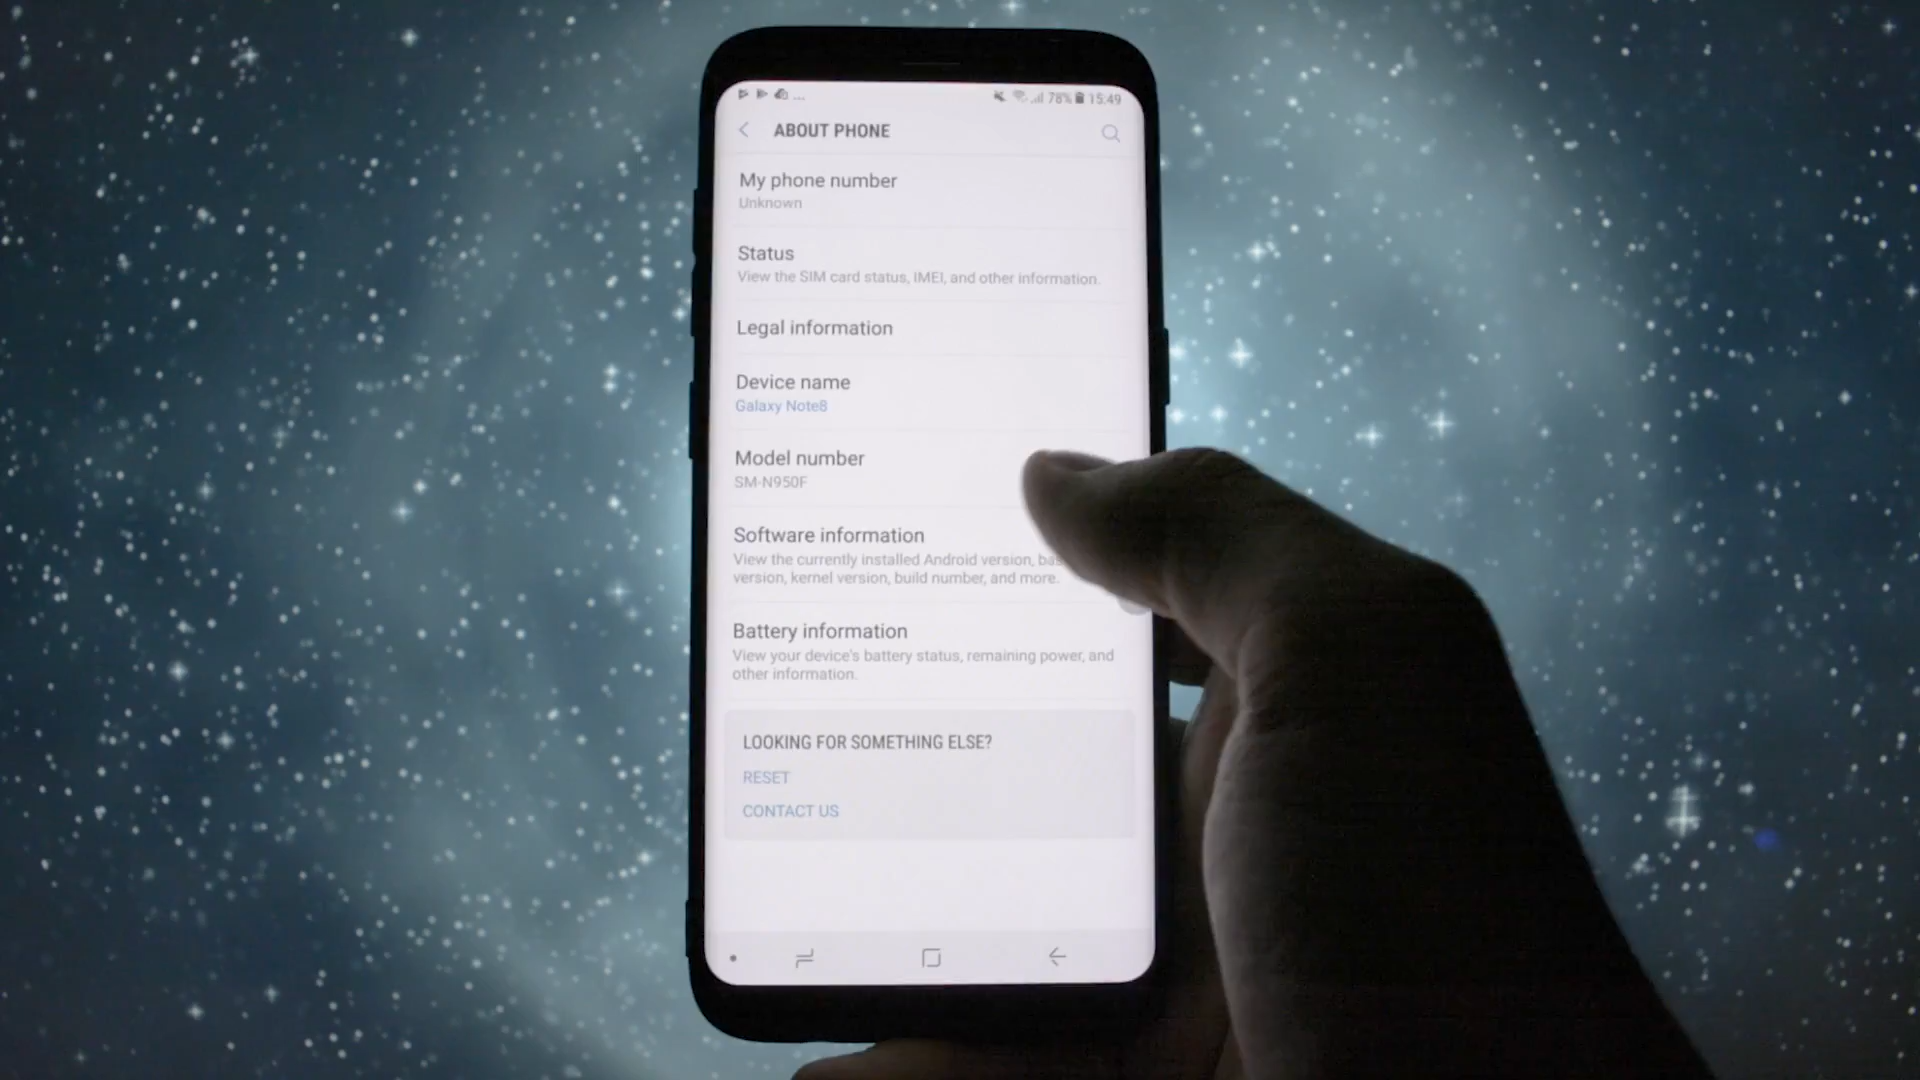 ... 78% 15:49
ABOUT PHONE
My phone number
Unknown
Status
View the SIM card status, IMEI, and other information.
Legal information
Device name
Galaxy Note8
Model number
SM-N950F
Software information
View the currently installed Android version,
version, kernel version, build number, and more.
Battery information
View your device's battery status, remaining power, and
other information.
LOOKING FOR SOMETHING ELSE?
RESET
CONTACT US